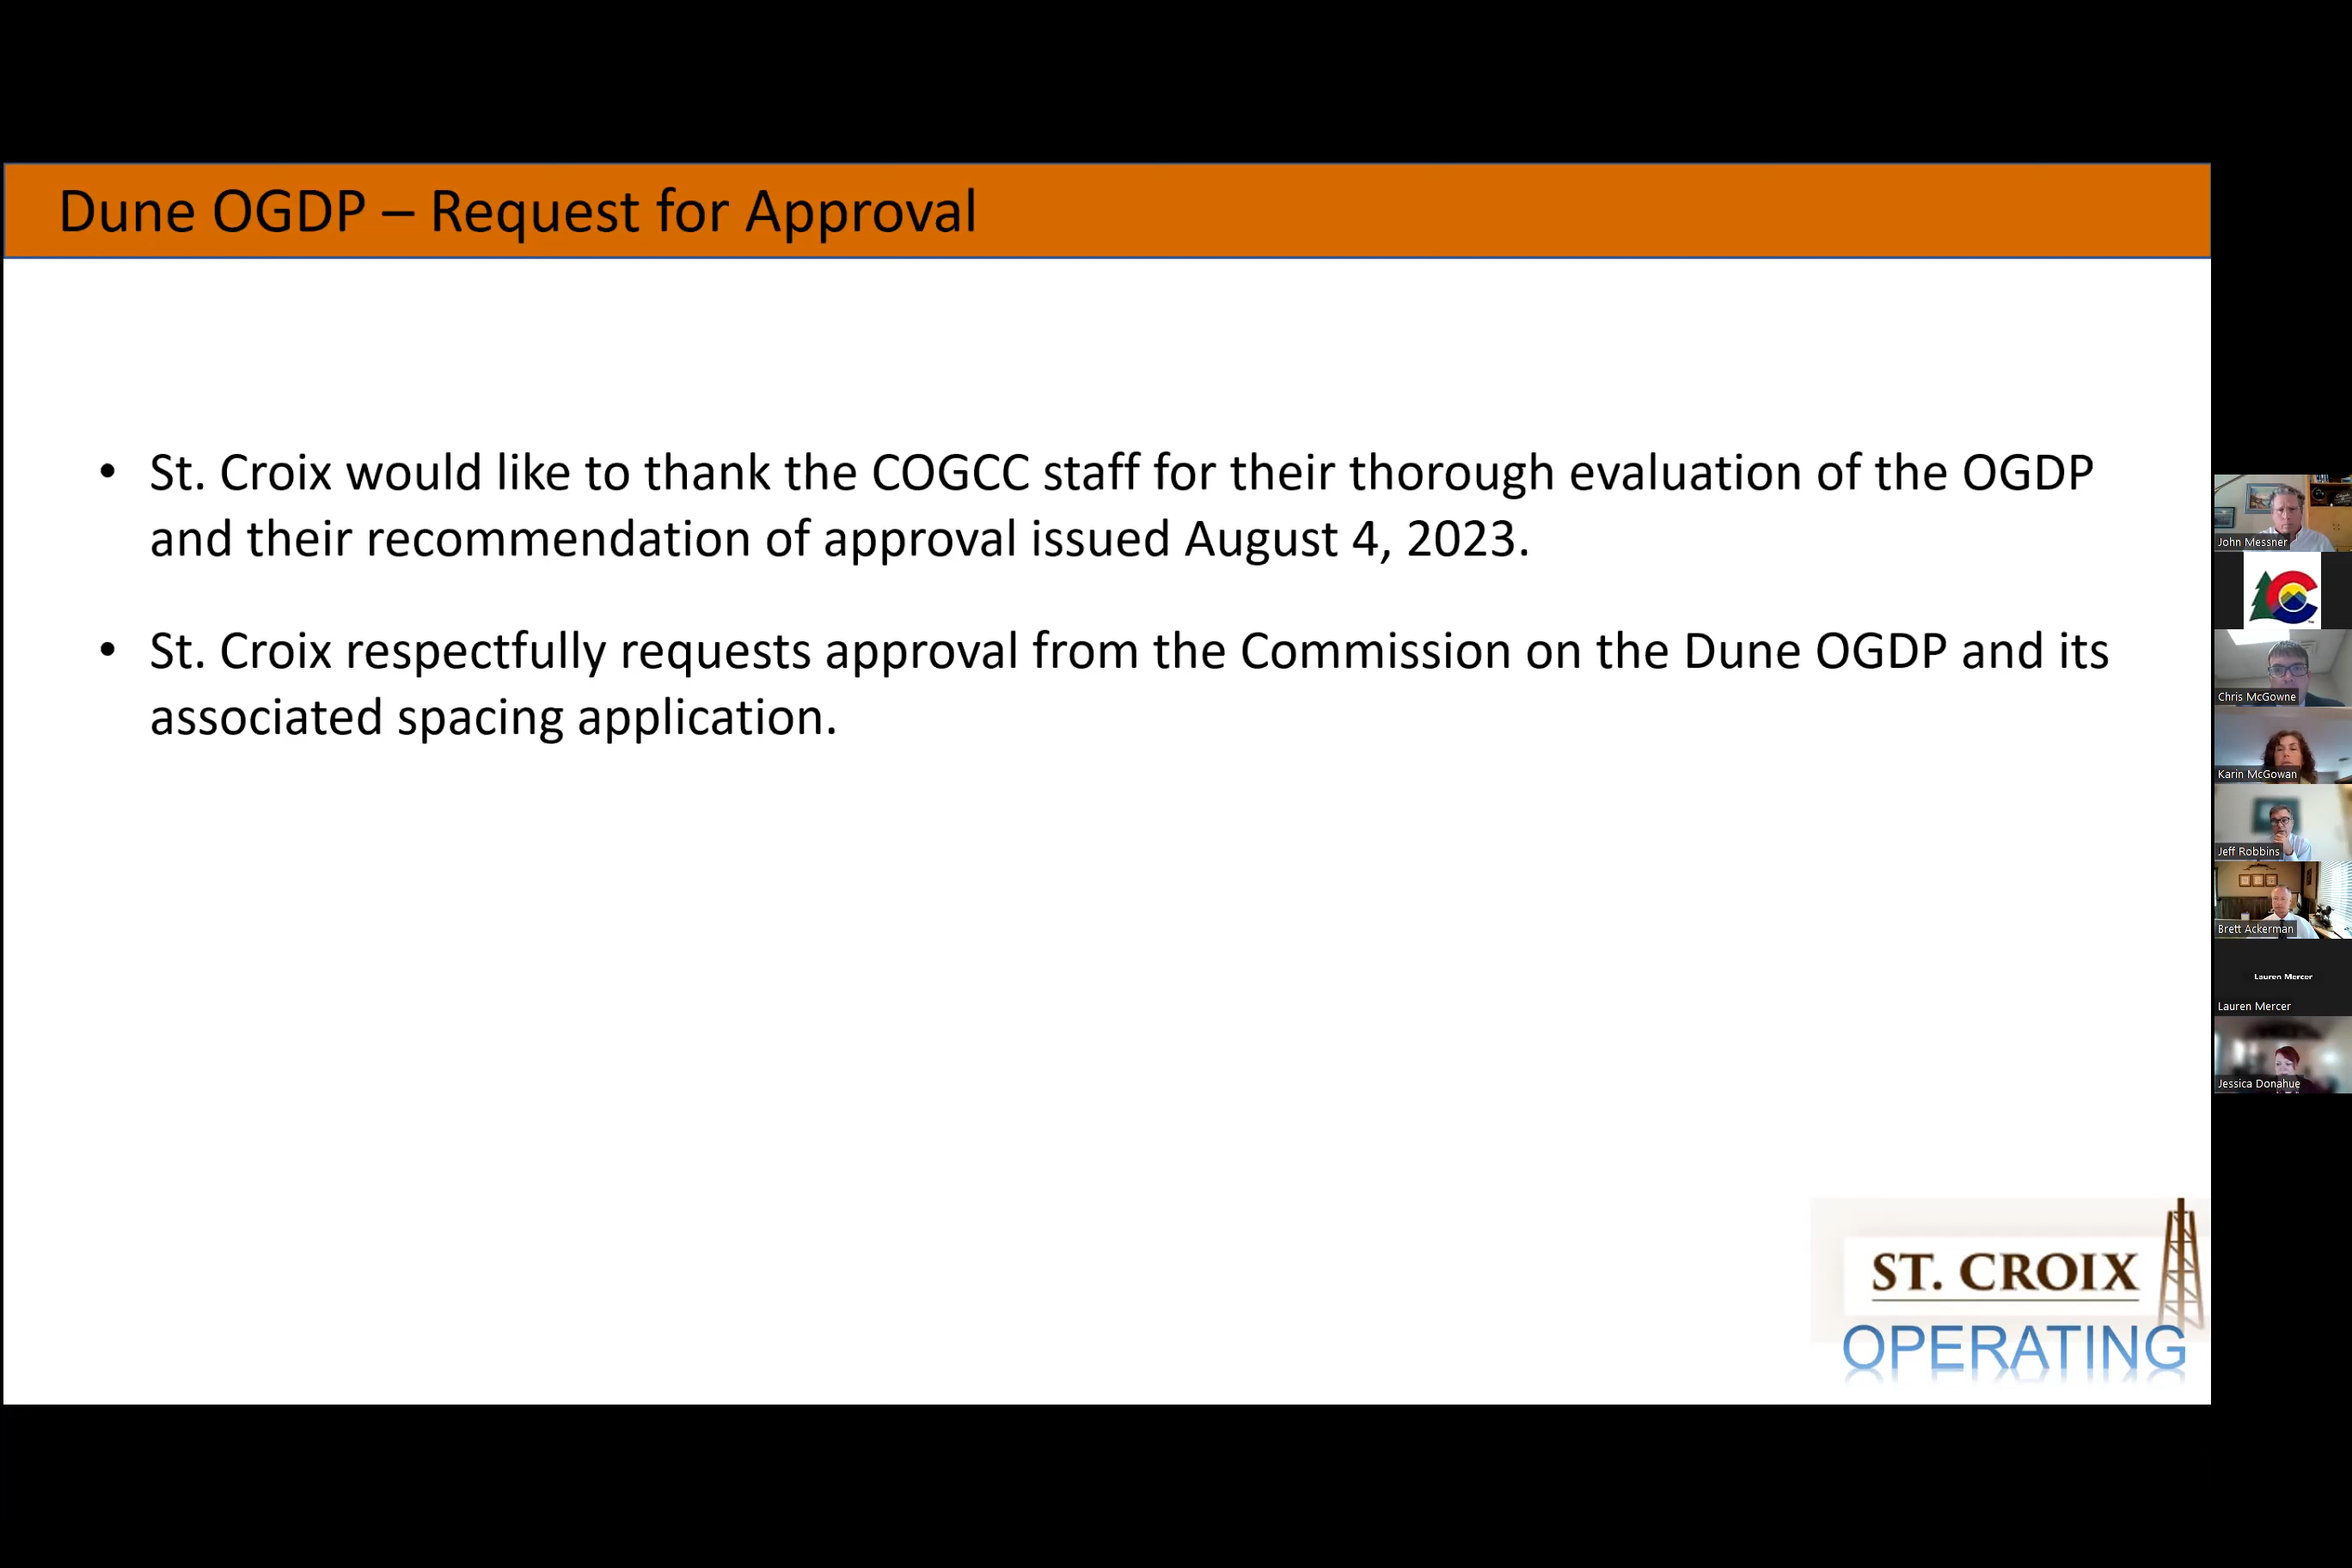 Dune OGDP – Request for Approval
• St. Croix would like to thank the COGCC staff for their thorough evaluation of the OGDP
and their recommendation of approval issued August 4, 2023.
• St. Croix respectfully requests approval from the Commission on the Dune OGDP and its
associated spacing application.
ST. CROIX
OPERATING
John Messner
Chris McGowne
Karin McGowan
Jeff Robbins
Brett Ackerman
Lauren Mercer
Lauren Mercer
Jessica Donahue